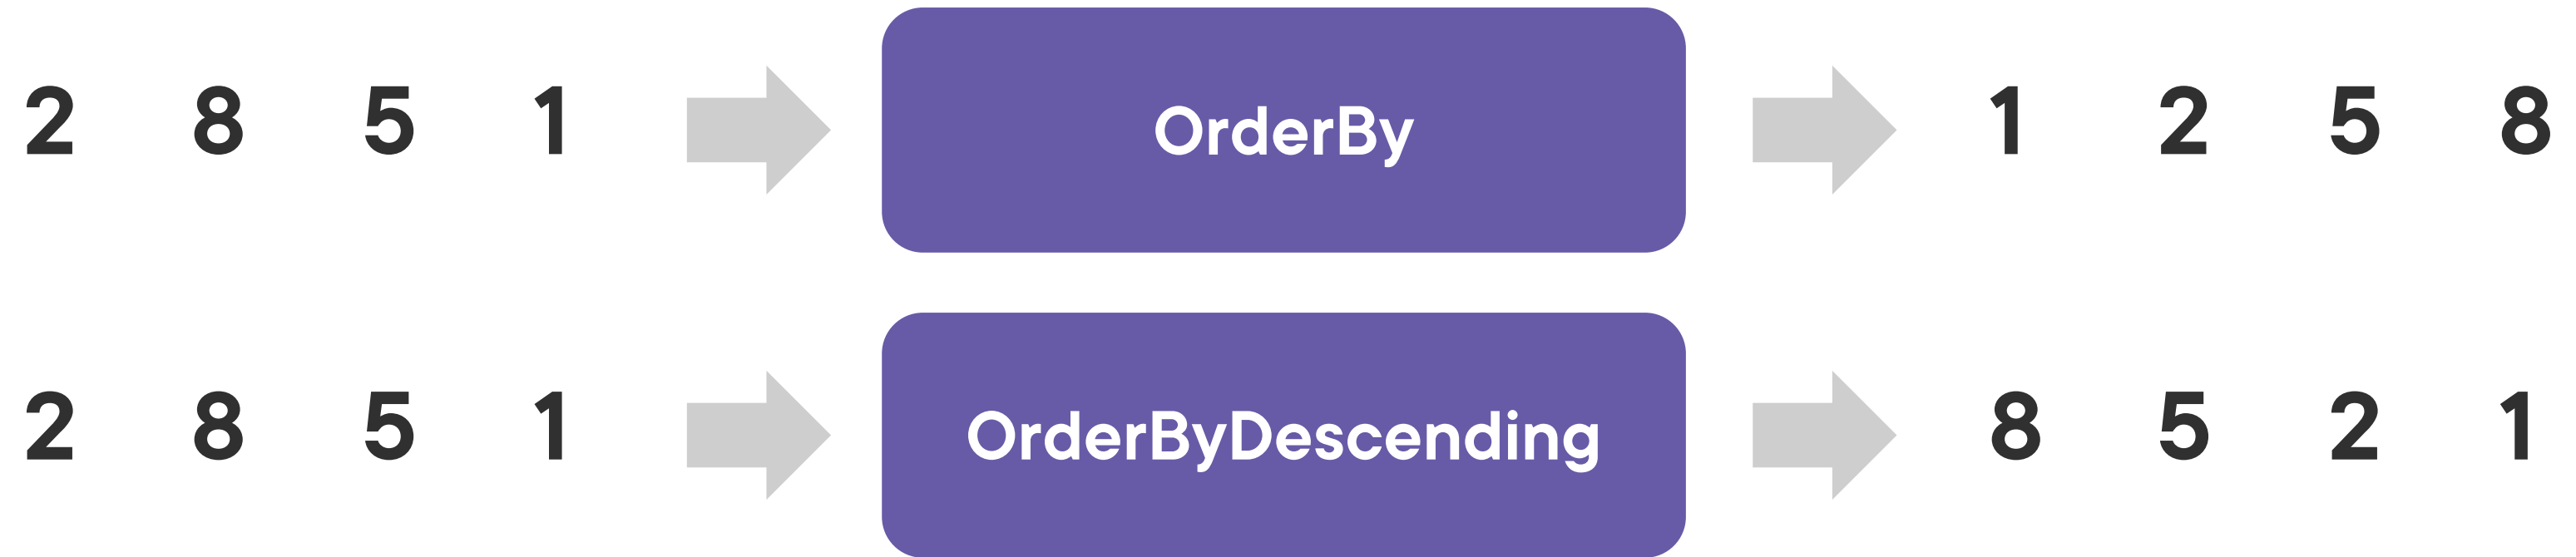 2 8 5 1 OrderBy 1 2 5 8
2 8 5 1 OrderByDescending 8 5 2 1